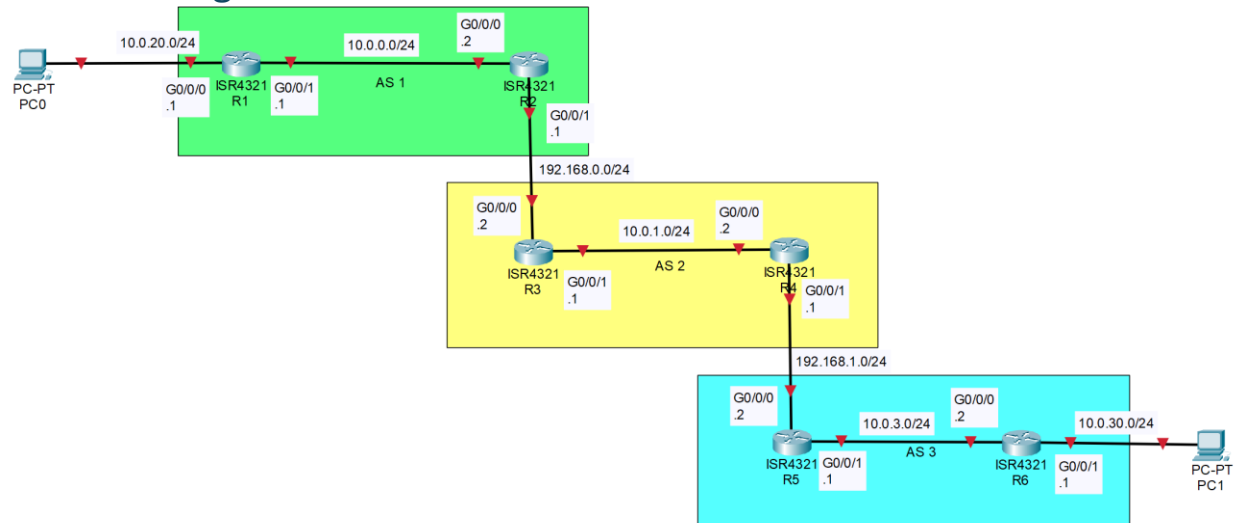 10.0.20.0/24
PC-PT
PC0
G0/0/0
.1
ISR4321
R1
G0/0/1
.1
10.0.0.0/24
AS 1
G0/0/0
.2
ISR4321
R2
G0/0/1
.1
192.168.0.0/24
G0/0/0
.2
ISR4321
R3
G0/0/1
.1
10.0.1.0/24
AS 2
G0/0/0
.2
ISR4321
R4
G0/0/1
.1
192.168.1.0/24
G0/0/0
.2
ISR4321
R5
G0/0/1
.1
10.0.3.0/24
AS 3
G0/0/0
.2
ISR4321
R6
G0/0/1
.1
10.0.30.0/24
PC-PT
PC1